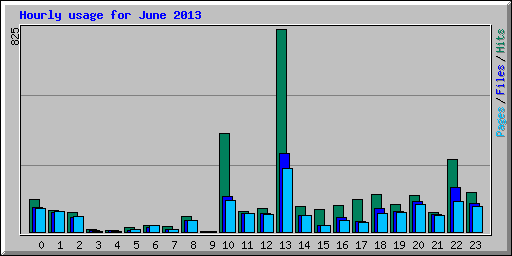 Hourly usage for June 2013
825
Pages / Files / Hits
0 1 2 3 4 5 6 7 8 9 10 11 12 13 14 15 16 17 18 19 20 21 22 23